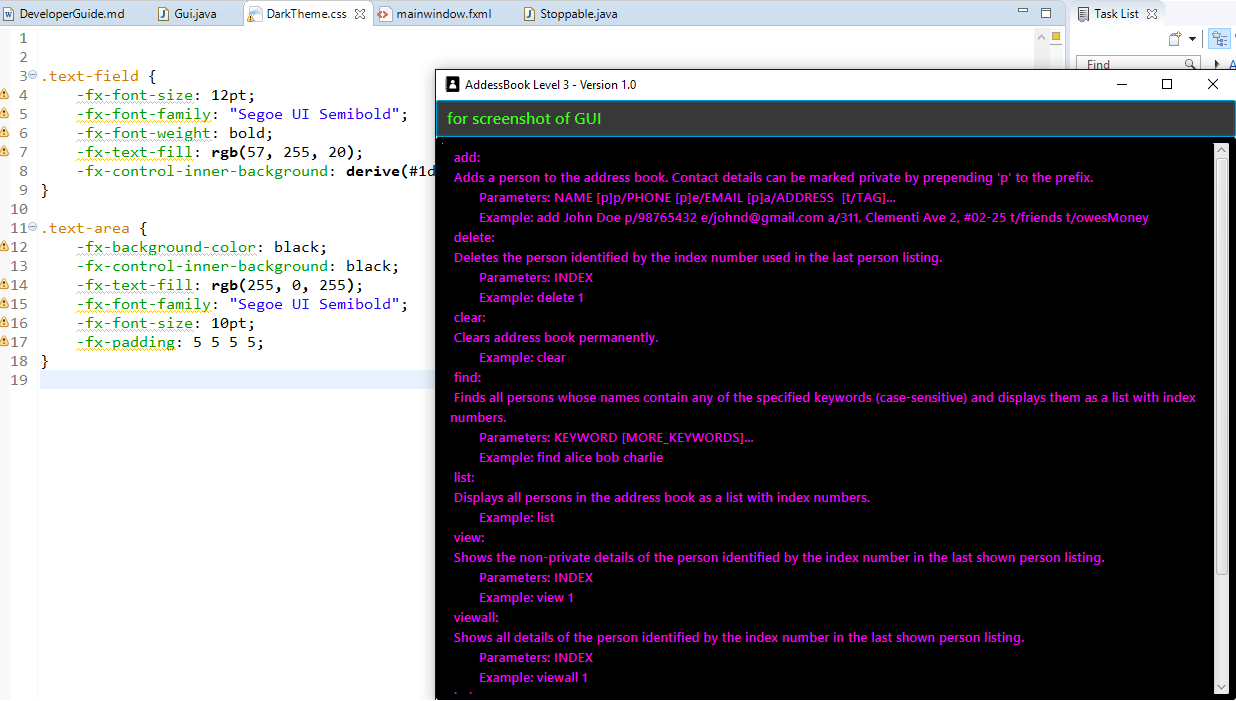 DeveloperGuide.md Gui.java DarkTheme.css mainwindow.fxml Stoppable.java Task List
Find
1
2
3 .text-field {
4 -fx-font-size: 12pt;
5 -fx-font-family: "Segoe UI Semibold";
6 -fx-font-weight: bold;
7 -fx-text-fill: rgb(57, 255, 20);
8 -fx-control-inner-background: derive(#1d
9 }
10
11 .text-area {
12 -fx-background-color: black;
13 -fx-control-inner-background: black;
14 -fx-text-fill: rgb(255, 0, 255);
15 -fx-font-family: "Segoe UI Semibold";
16 -fx-font-size: 10pt;
17 -fx-padding: 5 5 5 5;
18 }
19
AddessBook Level 3 - Version 1.0
for screenshot of GUI
add:
Adds a person to the address book. Contact details can be marked private by prepending 'p' to the prefix.
Parameters: NAME [p]p/PHONE [p]e/EMAIL [p]a/ADDRESS  [t/TAG]...
Example: add John Doe p/98765432 e/johnd@gmail.com a/311, Clementi Ave 2, #02-25 t/friends t/owesMoney
delete:
Deletes the person identified by the index number used in the last person listing.
Parameters: INDEX
Example: delete 1
clear:
Clears address book permanently.
Example: clear
find:
Finds all persons whose names contain any of the specified keywords (case-sensitive) and displays them as a list with index
numbers.
Parameters: KEYWORD [MORE_KEYWORDS]...
Example: find alice bob charlie
list:
Displays all persons in the address book as a list with index numbers.
Example: list
view:
Shows the non-private details of the person identified by the index number in the last shown person listing.
Parameters: INDEX
Example: view 1
viewall:
Shows all details of the person identified by the index number in the last shown person listing.
Parameters: INDEX
Example: viewall 1